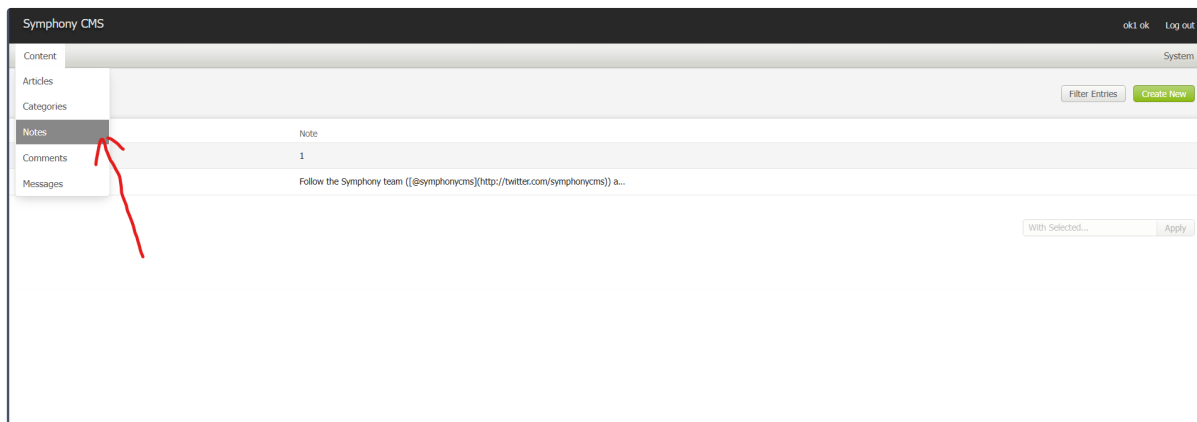 Symphony CMS
ok1 ok Log out
Content
System
Articles
Filter Entries Create New
Categories
Notes
Note
Comments
1
Messages
Follow the Symphony team ([@symphonycms](http://twitter.com/symphonycms)) a...
With Selected... Apply